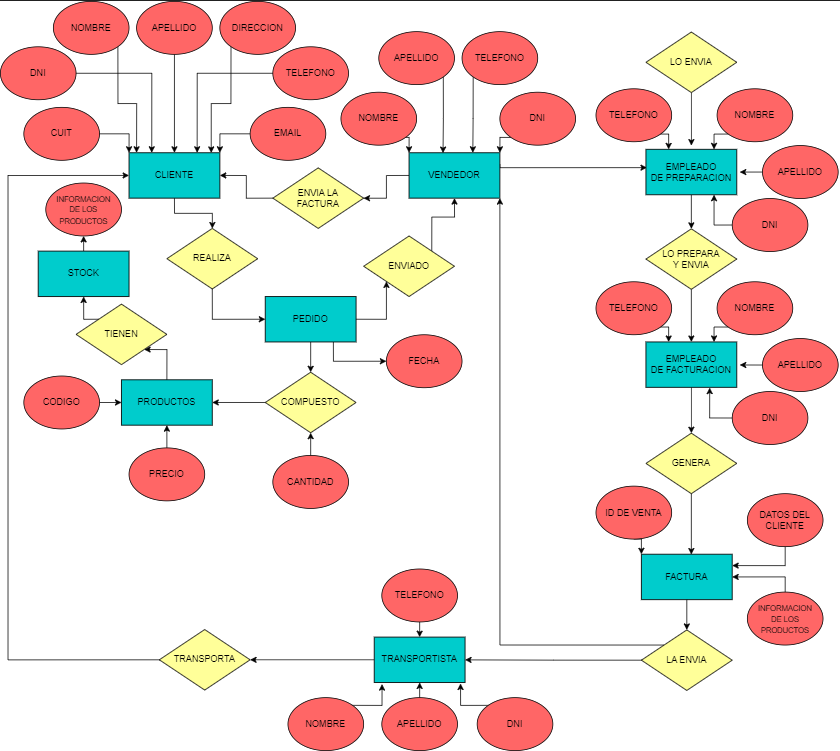 NOMBRE
APELLIDO
DIRECCION
DNI
TELEFONO
CUIT
EMAIL
CLIENTE
APELLIDO
TELEFONO
NOMBRE
DNI
VENDEDOR
ENVIA LA
FACTURA
LO ENVIA
TELEFONO
NOMBRE
EMPLEADO
DE PREPARACION
APELLIDO
DNI
INFORMACION
DE LOS
PRODUCTOS
STOCK
TIENEN
REALIZA
ENVIADO
PEDIDO
FECHA
LO PREPARA
Y ENVIA
TELEFONO
NOMBRE
EMPLEADO
DE FACTURACION
APELLIDO
DNI
CODIGO
PRODUCTOS
COMPUESTO
PRECIO
CANTIDAD
GENERA
ID DE VENTA
DATOS DEL
CLIENTE
FACTURA
INFORMACION
DE LOS
PRODUCTOS
TELEFONO
TRANSPORTA
TRANSPORTISTA
LA ENVIA
NOMBRE
APELLIDO
DNI